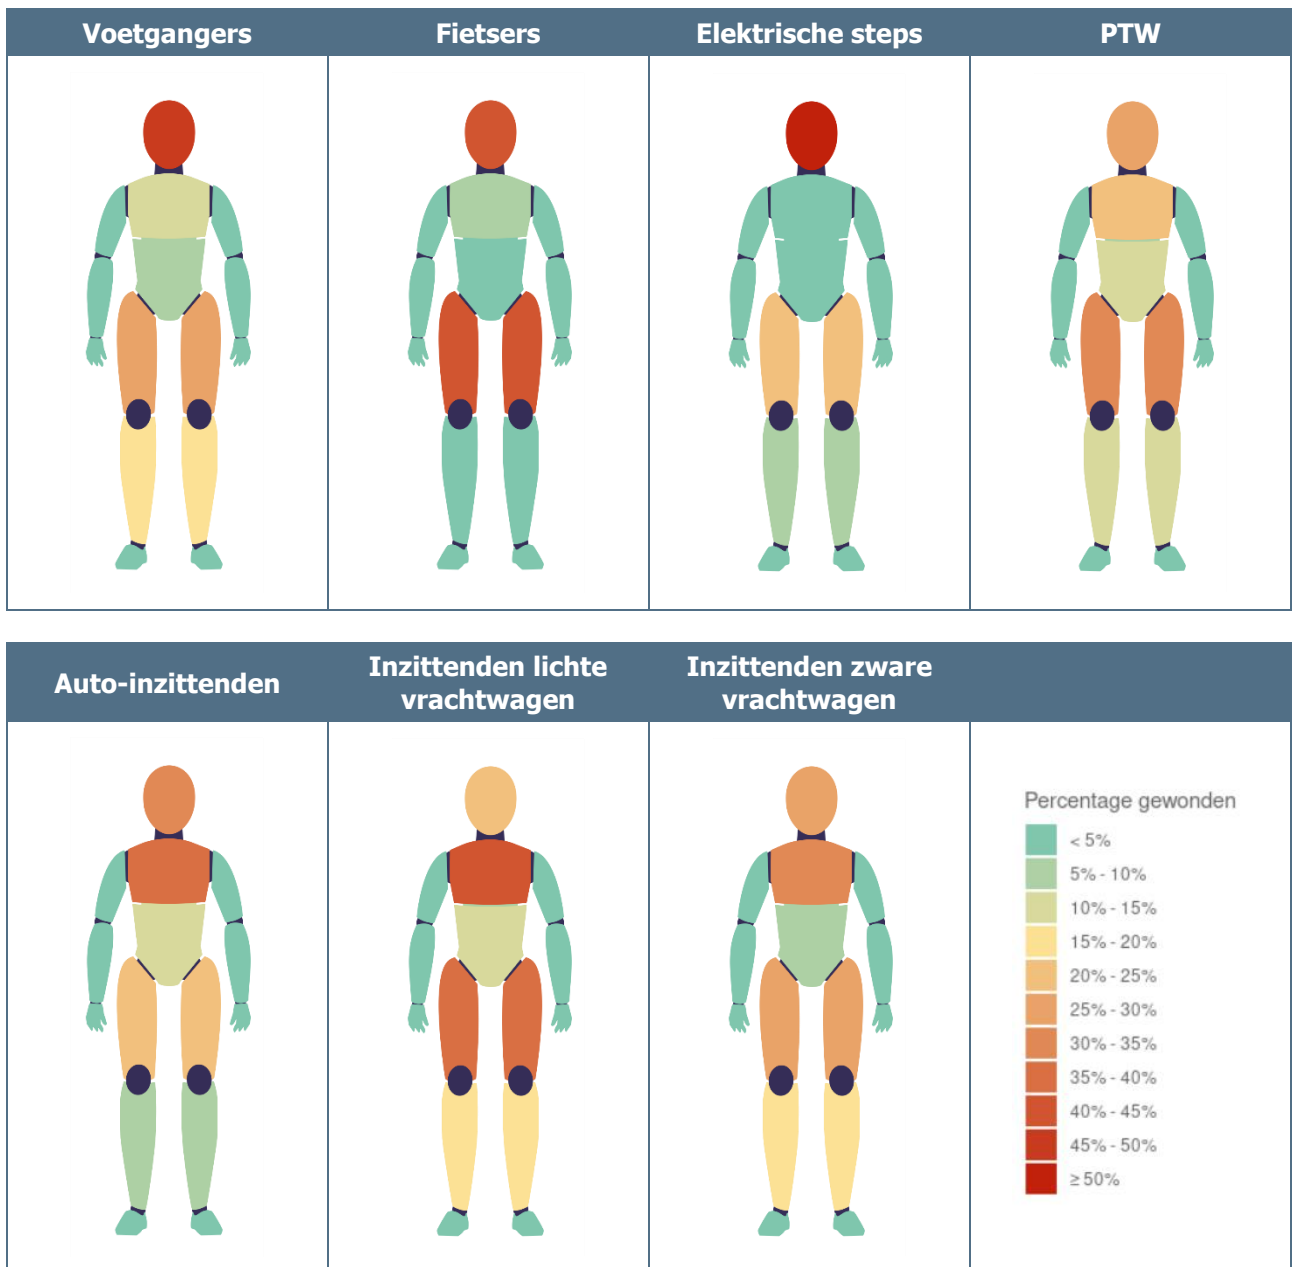 Voetgangers
Fietsers
Elektrische steps
PTW
Auto-inzittenden
Inzittenden lichte
vrachtwagen
Inzittenden zware
vrachtwagen
Percentage gewonden
< 5%
5% - 10%
10% - 15%
15% - 20%
20% - 25%
25% - 30%
30% - 35%
35% - 40%
40% - 45%
45% - 50%
≥ 50%